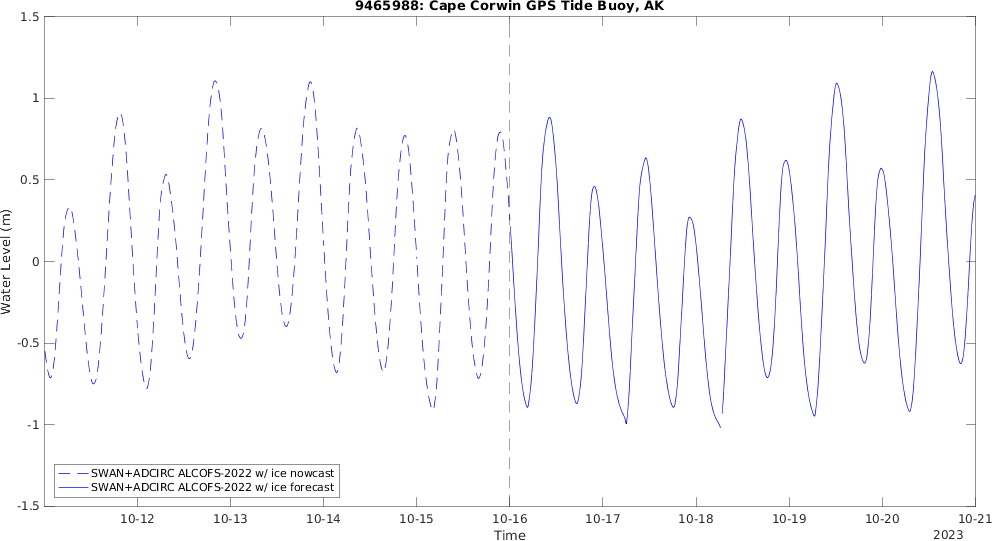 9465988: Cape Corwin GPS Tide Buoy, AK
1.5
1
0.5
0
-0.5
-1
-1.5
Water Level (m)
SWAN+ADCIRC ALCOFS-2022 w/ ice nowcast
SWAN+ADCIRC ALCOFS-2022 w/ ice forecast
10-12 10-13 10-14 10-15 10-16 10-17 10-18 10-19 10-20 10-21
Time
2023